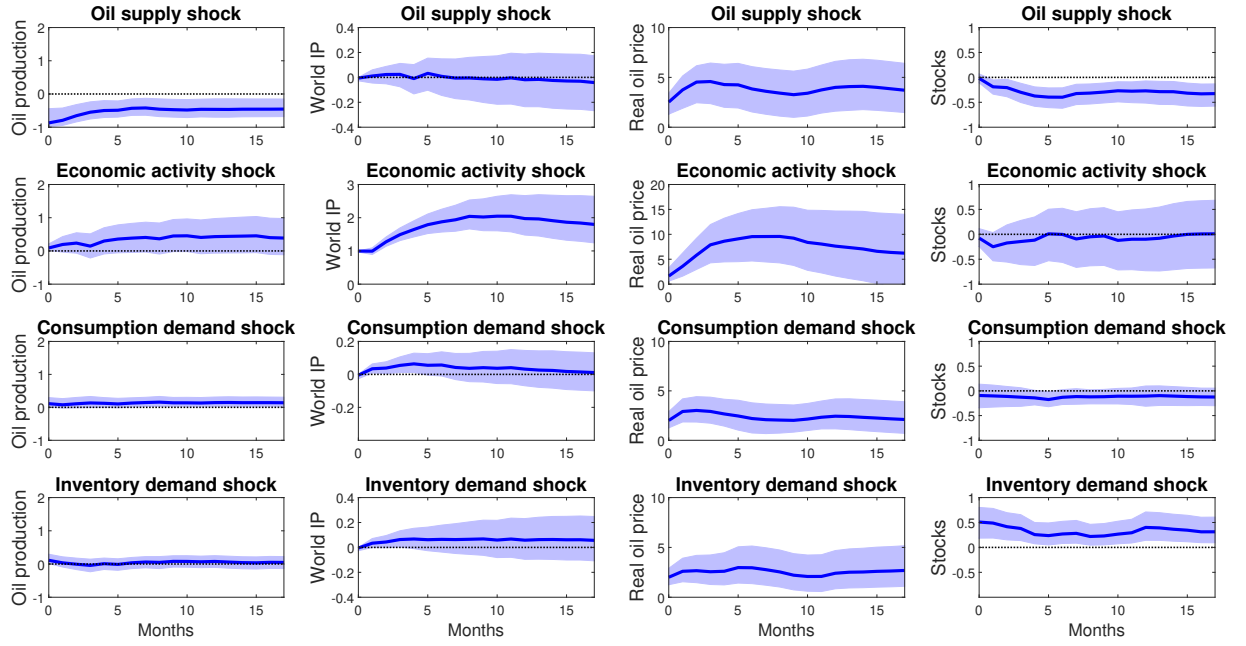 Oil supply shock
Oil production
2
1
0
-1
0 5 10 15
Oil supply shock
World IP
0.4
0.2
0
-0.2
-0.4
0 5 10 15
Oil supply shock
Real oil price
10
5
0
0 5 10 15
Oil supply shock
Stocks
1
0.5
0
-0.5
-1
0 5 10 15
Economic activity shock
Oil production
2
1
0
-1
0 5 10 15
Economic activity shock
World IP
3
2
1
0
0 5 10 15
Economic activity shock
Real oil price
20
15
10
5
0
0 5 10 15
Economic activity shock
Stocks
1
0.5
0
-0.5
-1
0 5 10 15
Consumption demand shock
Oil production
2
1
0
-1
0 5 10 15
Consumption demand shock
World IP
0.2
0
-0.2
0 5 10 15
Consumption demand shock
Real oil price
10
5
0
0 5 10 15
Consumption demand shock
Stocks
1
0.5
0
-0.5
-1
0 5 10 15
Inventory demand shock
Oil production
2
1
0
-1
0 5 10 15
Months
Inventory demand shock
World IP
0.4
0.2
0
-0.2
-0.4
0 5 10 15
Months
Inventory demand shock
Real oil price
10
5
0
0 5 10 15
Months
Inventory demand shock
Stocks
1
0.5
0
-0.5
0 5 10 15
Months